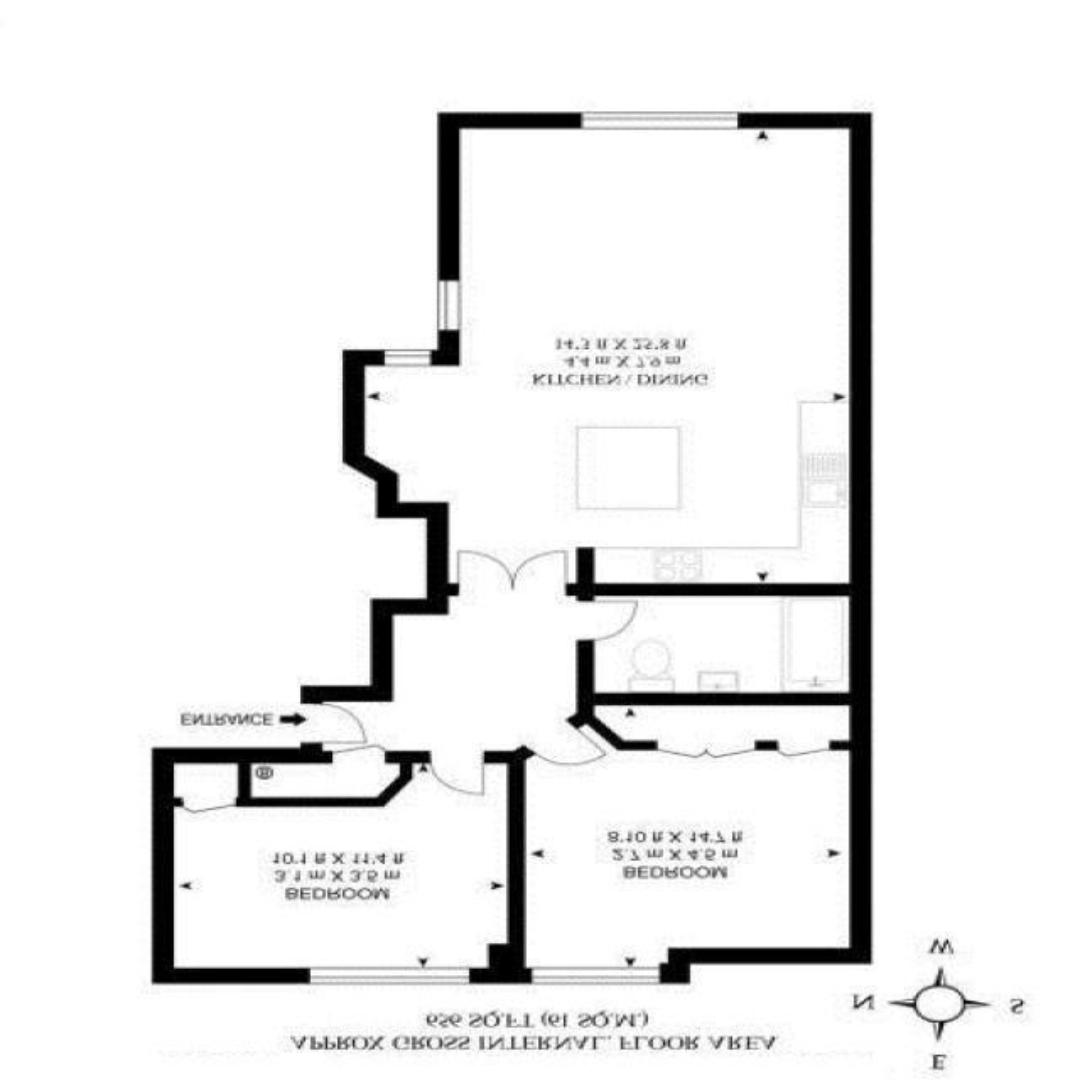 E
APPROX GROSS INTERNAL FLOOR AREA
656 SQ.FT (61 SQ.M.)
N S
W
BEDROOM
3.1 m X 3.5 m
10'1 ft X 11'4 ft
BEDROOM
2.7 m X 4.5 m
8'10 ft X 14'7 ft
B
ENTRANCE
KITCHEN / DINING
4.4 m X 7.9 m
14'3 ft X 25'8 ft